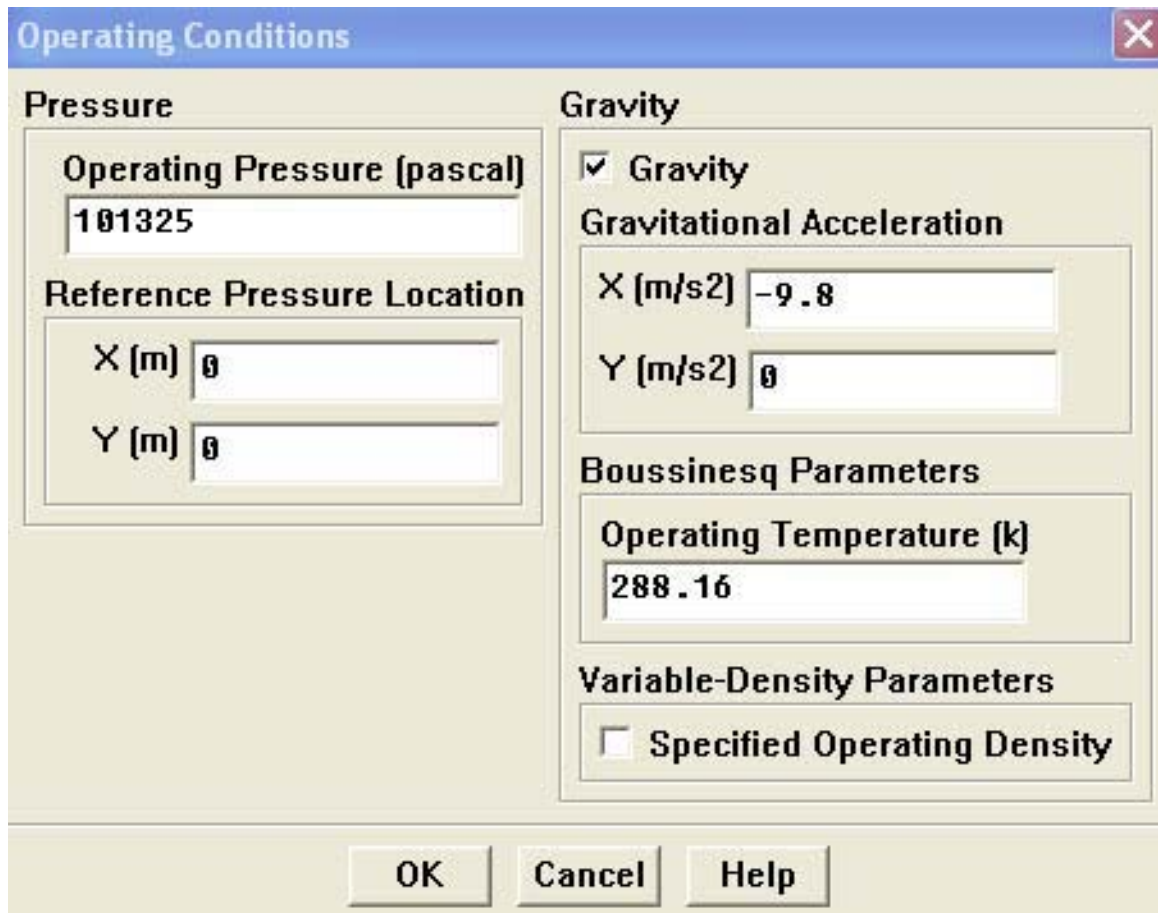 Operating Conditions
Pressure
Operating Pressure (pascal)
101325
Reference Pressure Location
X (m) 0
Y (m) 0
Gravity
Gravity
Gravitational Acceleration
X (m/s2) -9.8
Y (m/s2) 0
Boussinesq Parameters
Operating Temperature (k)
288.16
Variable-Density Parameters
Specified Operating Density
OK Cancel Help